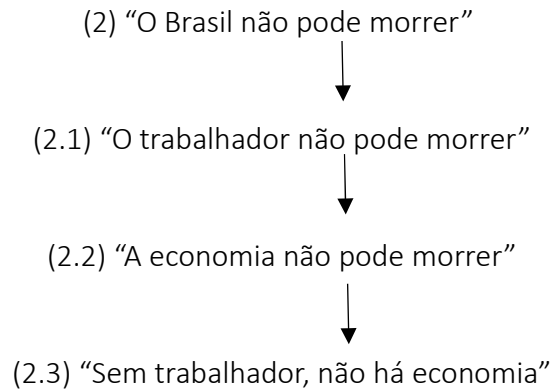 (2) “O Brasil não pode morrer”
(2.1) “O trabalhador não pode morrer”
(2.2) “A economia não pode morrer”
(2.3) “Sem trabalhador, não há economia”